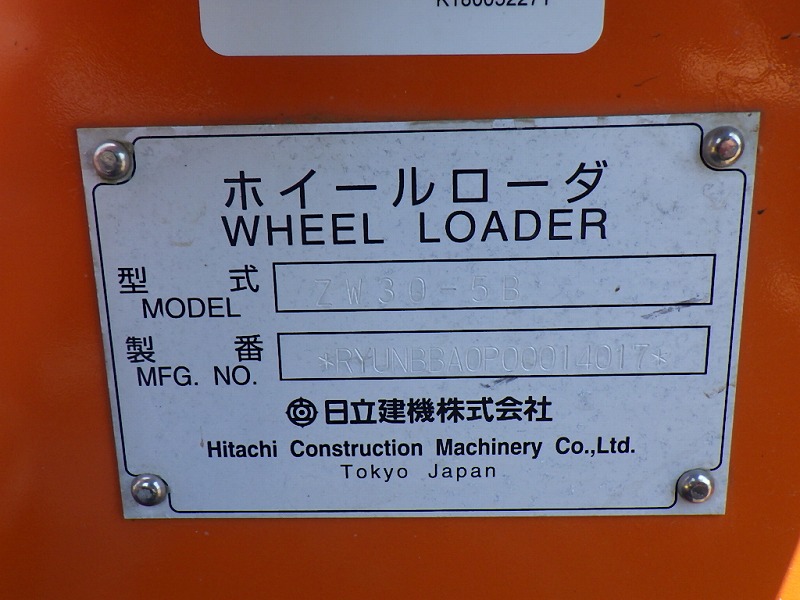 ホイールローダ
WHEEL LOADER
型式 ZW30-5B
MODEL
製番 *RYUNBBA0P00014017*
MFG. NO.
日立建機株式会社
Hitachi Construction Machinery Co.,Ltd.
Tokyo Japan